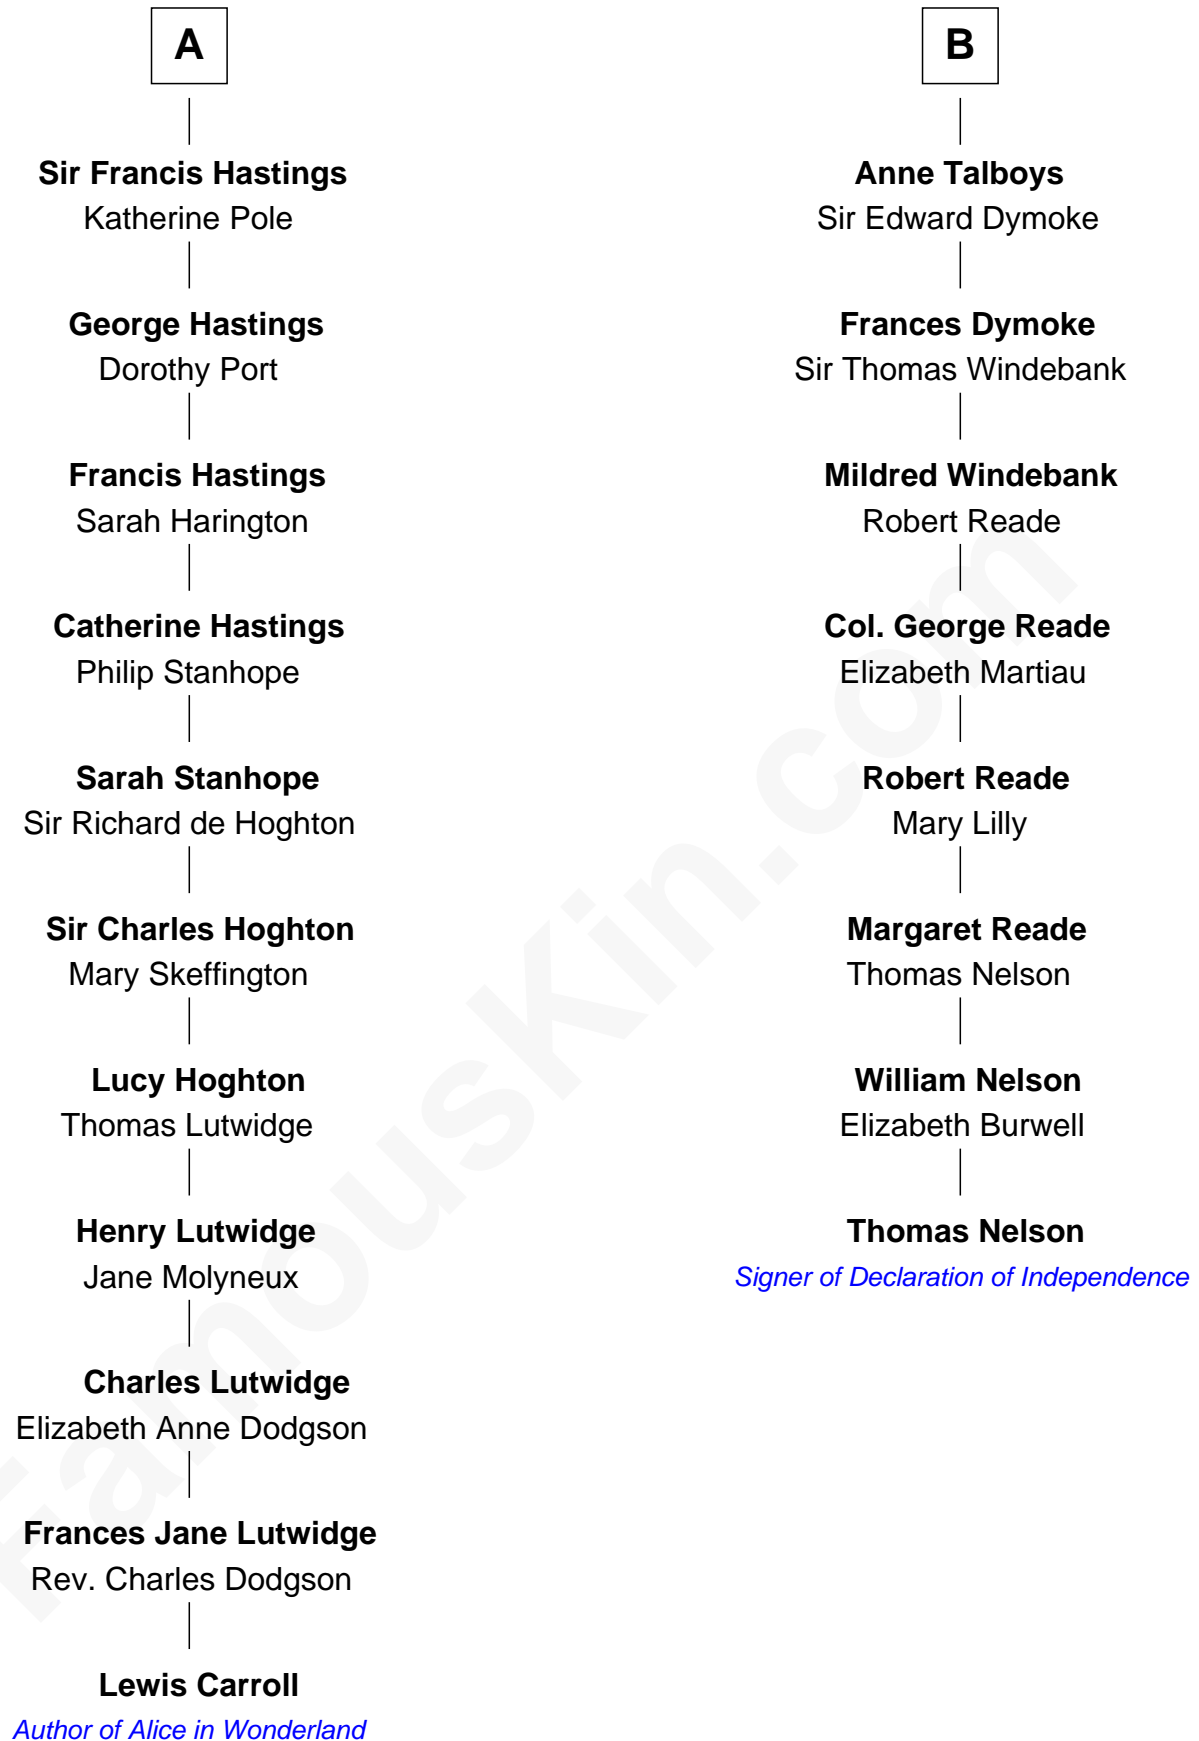 A
Sir Francis Hastings
Katherine Pole
George Hastings
Dorothy Port
Francis Hastings
Sarah Harington
Catherine Hastings
Philip Stanhope
Sarah Stanhope
Sir Richard de Hoghton
Sir Charles Hoghton
Mary Skeffington
Lucy Hoghton
Thomas Lutwidge
Henry Lutwidge
Jane Molyneux
Charles Lutwidge
Elizabeth Anne Dodgson
Frances Jane Lutwidge
Rev. Charles Dodgson
Lewis Carroll
Author of Alice in Wonderland
B
Anne Talboys
Sir Edward Dymoke
Frances Dymoke
Sir Thomas Windebank
Mildred Windebank
Robert Reade
Col. George Reade
Elizabeth Martiau
Robert Reade
Mary Lilly
Margaret Reade
Thomas Nelson
William Nelson
Elizabeth Burwell
Thomas Nelson
Signer of Declaration of Independence
FamousKin.com